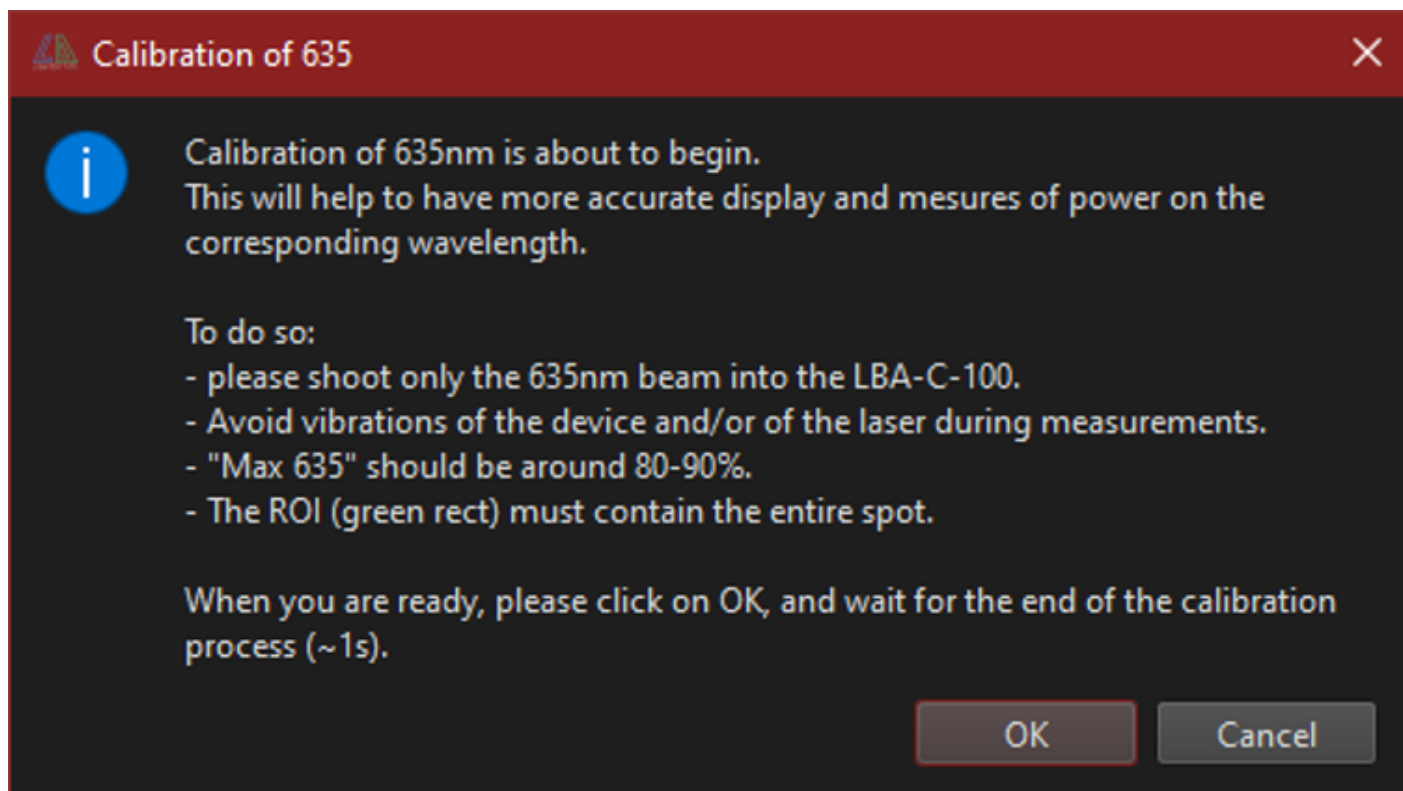 Calibration of 635
Calibration of 635nm is about to begin.
This will help to have more accurate display and mesures of power on the
corresponding wavelength.
To do so:
- please shoot only the 635nm beam into the LBA-C-100.
- Avoid vibrations of the device and/or of the laser during measurements.
- "Max 635" should be around 80-90%.
- The ROI (green rect) must contain the entire spot.
When you are ready, please click on OK, and wait for the end of the calibration
process (~1s).
OK
Cancel